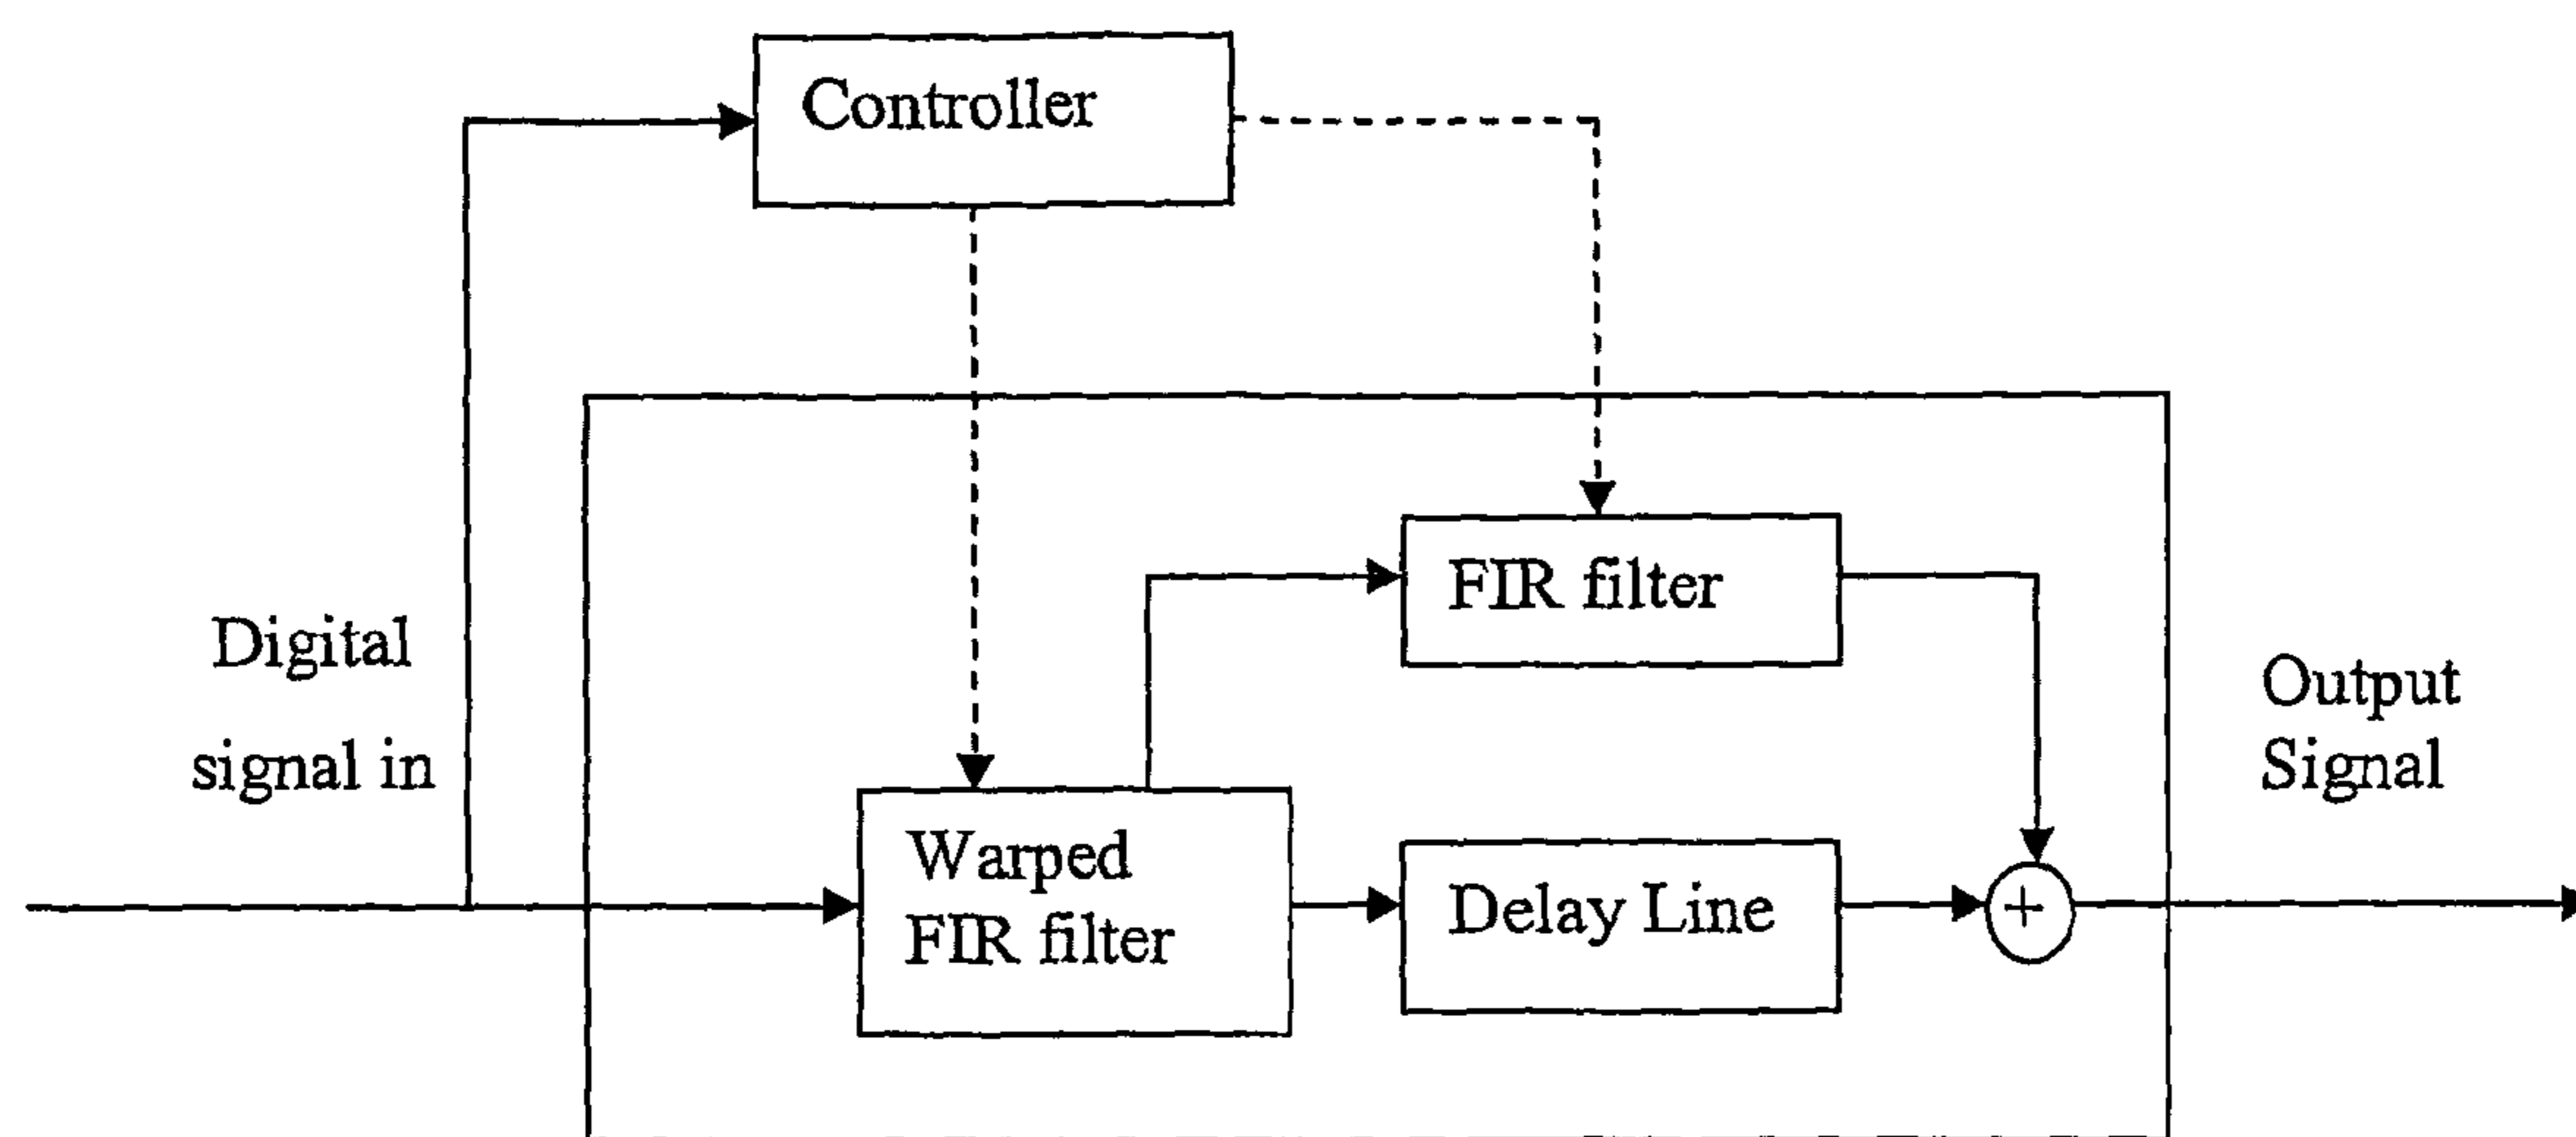 Controller
FIR filter
Digital
signal in
Output
Signal
Warped
FIR filter
Delay Line
+